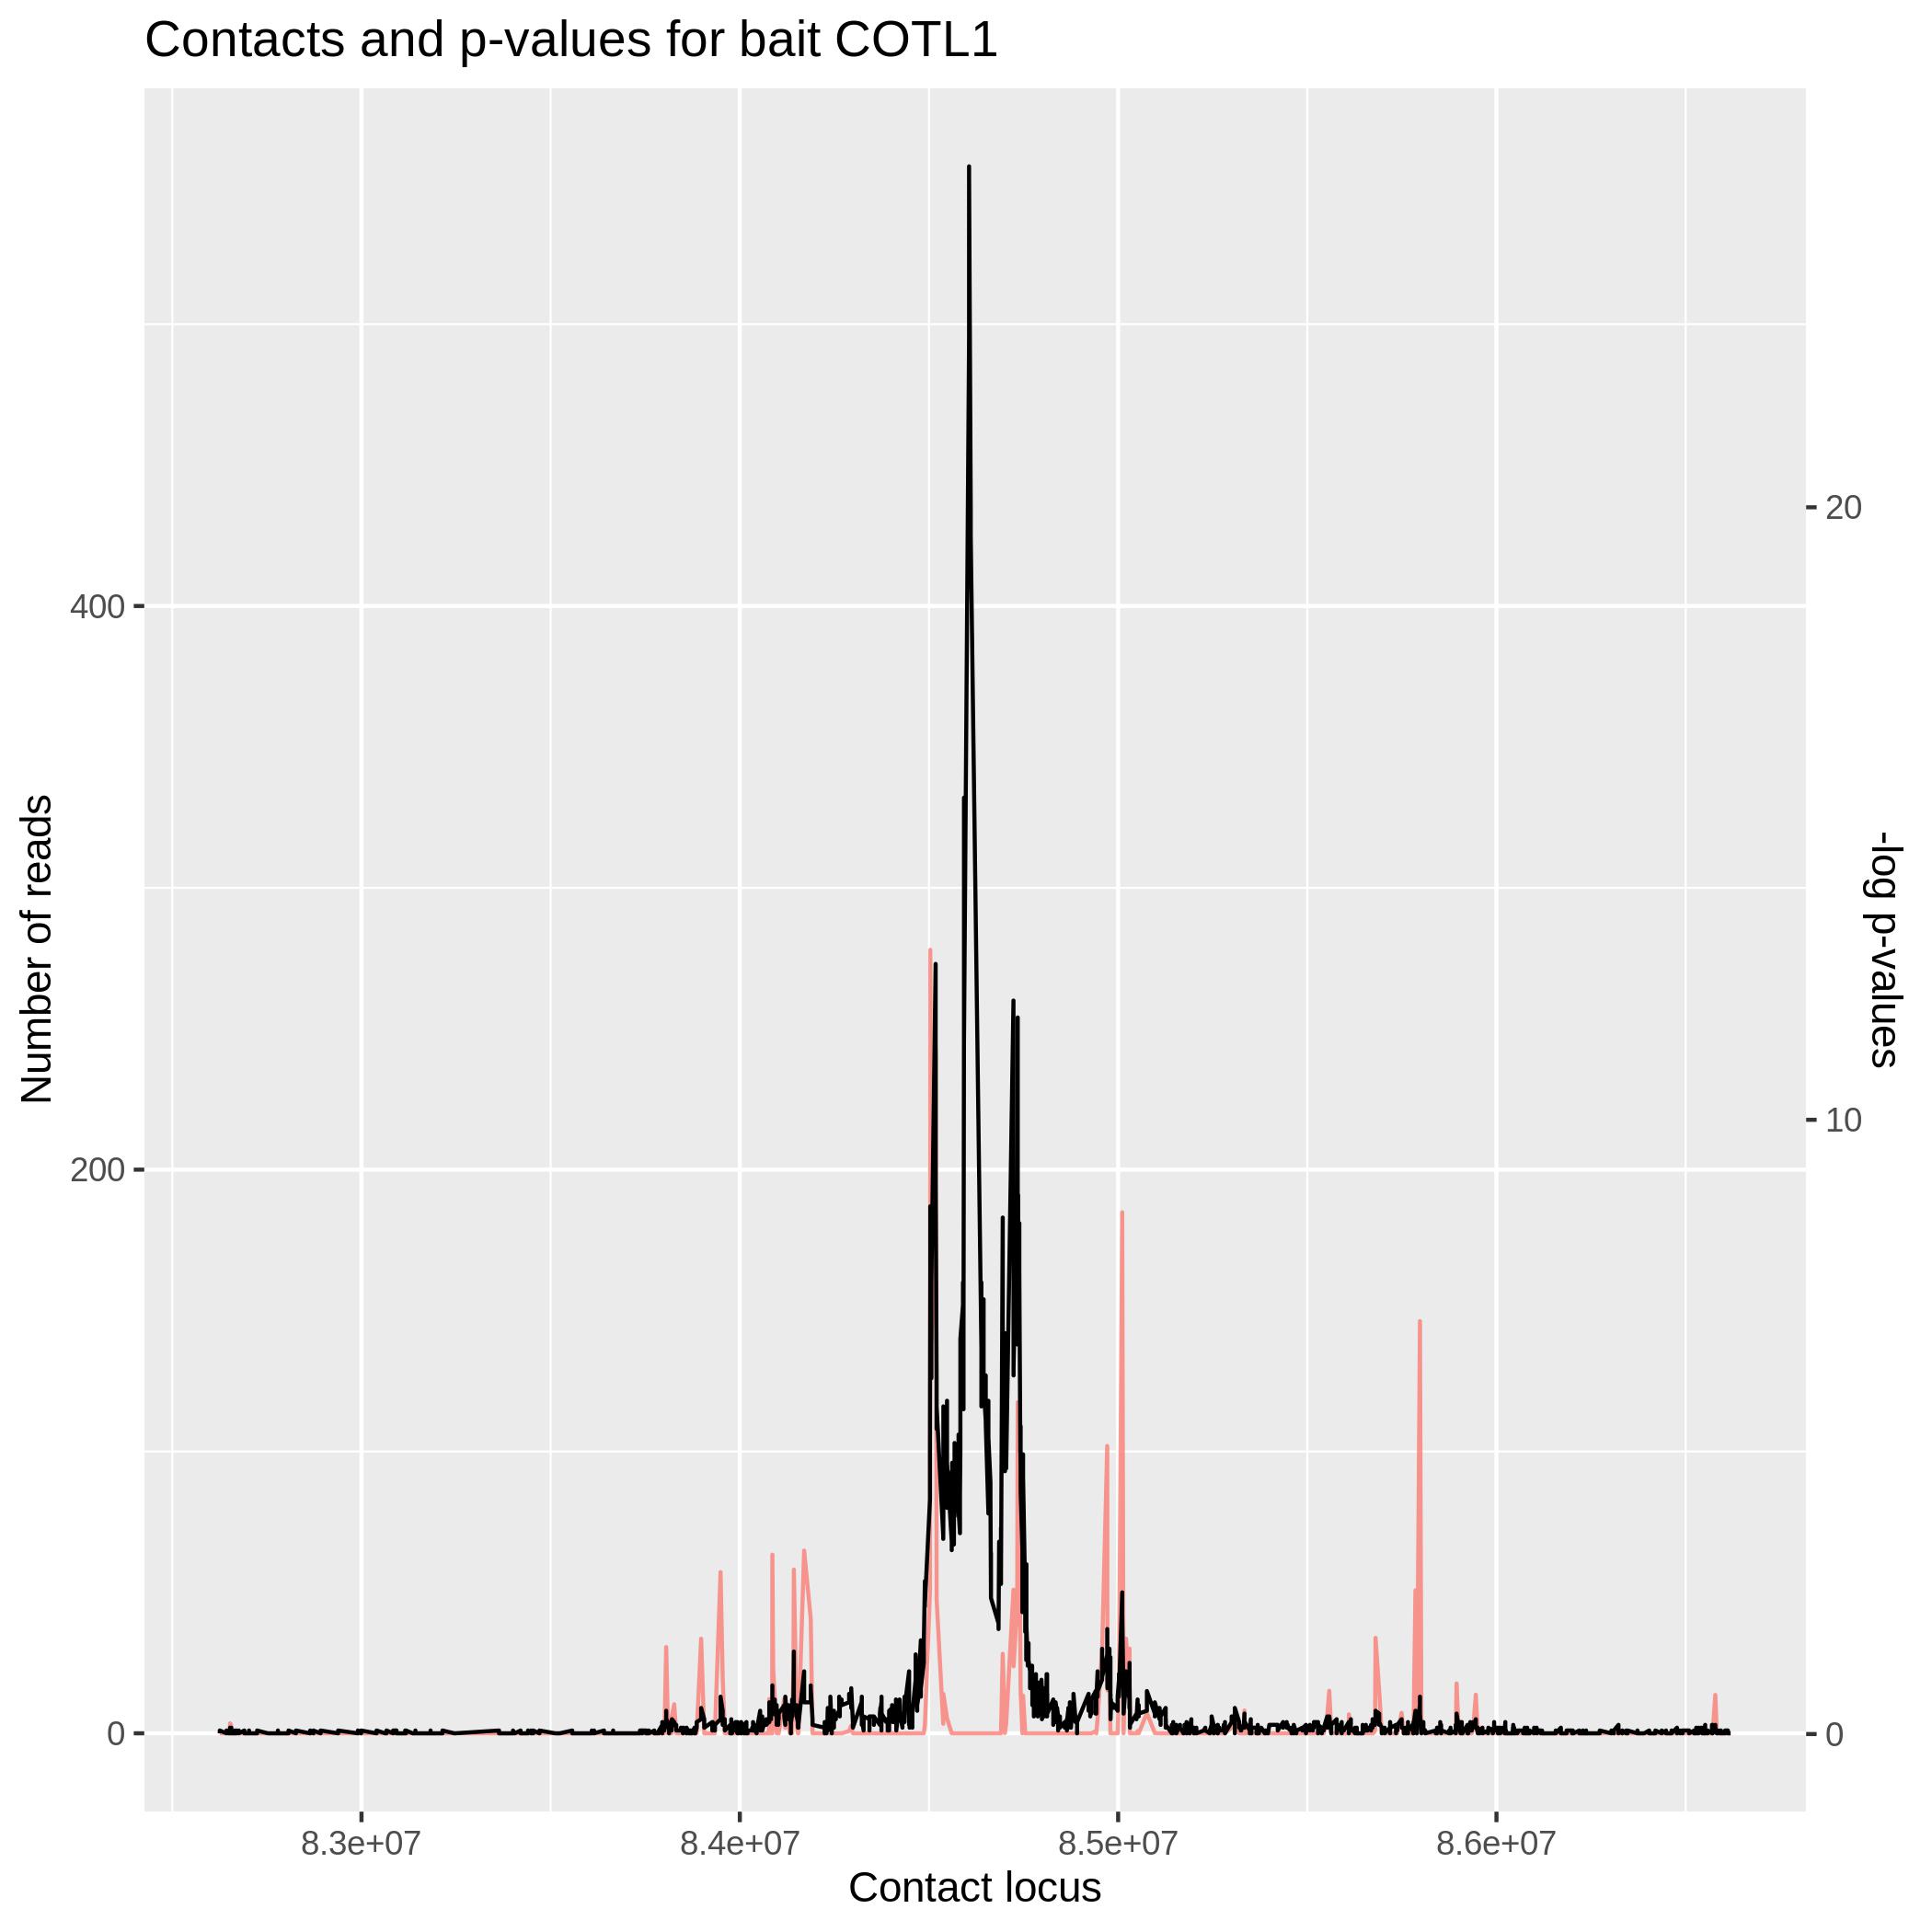 Contacts and p-values for bait COTL1
Number of reads
400
200
0
20
10
0
-log p-values
8.3e+07
8.4e+07
8.5e+07
8.6e+07
Contact locus